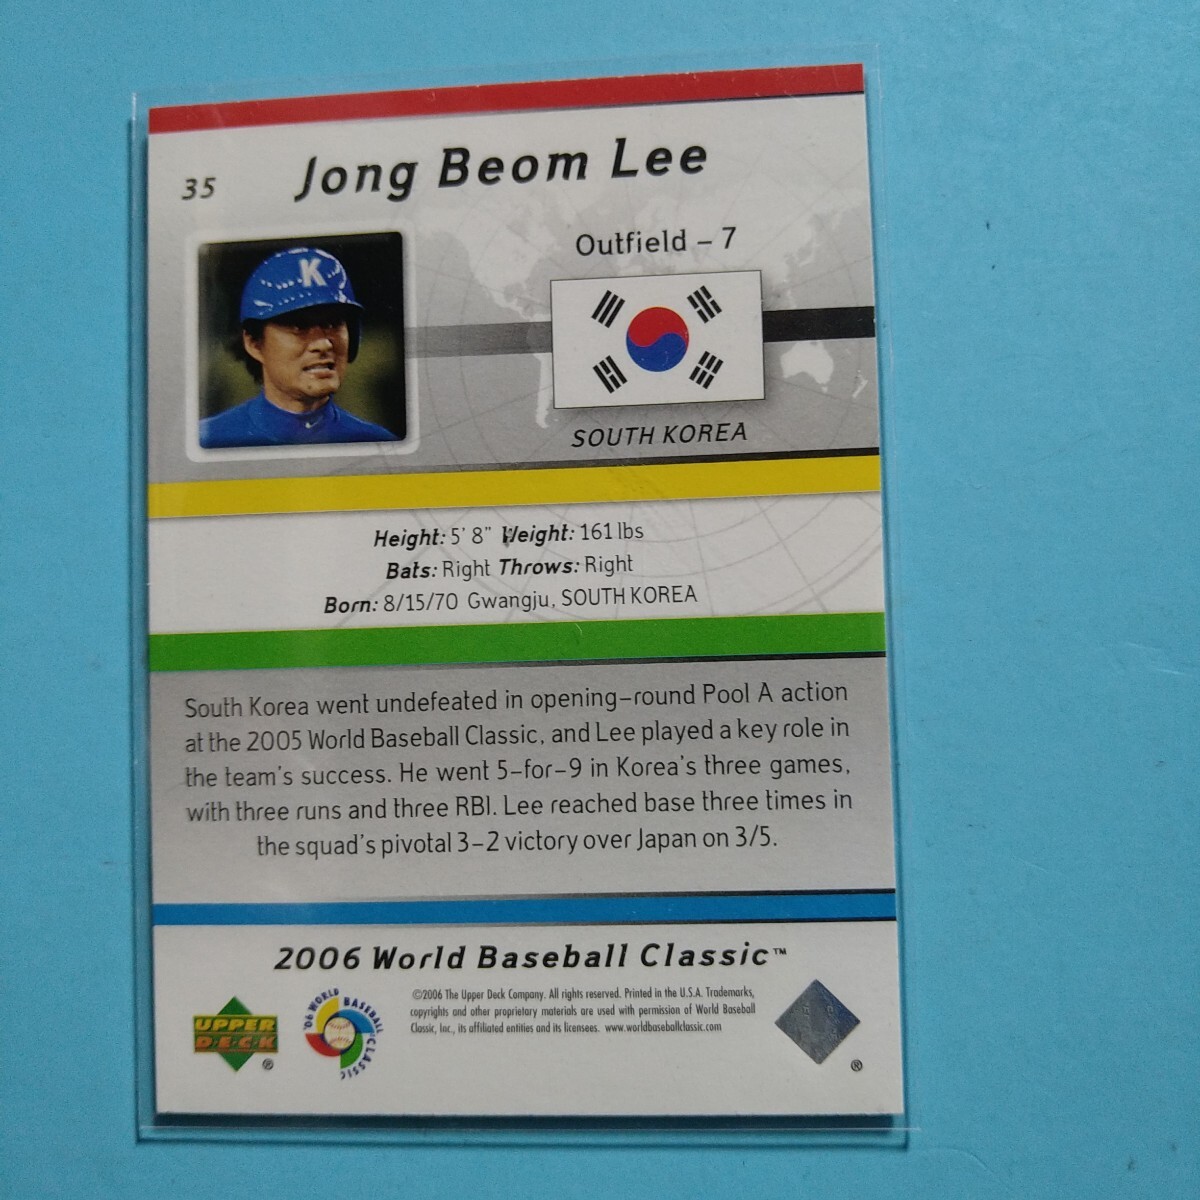 35
Jong Beom Lee
K
Outfield – 7
SOUTH KOREA
Height: 5' 8" Weight: 161 lbs
Bats: Right Throws: Right
Born: 8/15/70 Gwangju, SOUTH KOREA
South Korea went undefeated in opening-round Pool A action
at the 2005 World Baseball Classic, and Lee played a key role in
the team's success. He went 5-for-9 in Korea's three games,
with three runs and three RBI. Lee reached base three times in
the squad's pivotal 3-2 victory over Japan on 3/5.
2006 World Baseball Classic™
UPPER
D·E·C·K
®
'06 WORLD BASEBALL CLASSIC
©2006 The Upper Deck Company. All rights reserved. Printed in the U.S.A. Trademarks,
copyrights and other proprietary materials are used with permission of World Baseball
Classic, Inc., its affiliated entities and its licensees. www.worldbaseballclassic.com
®